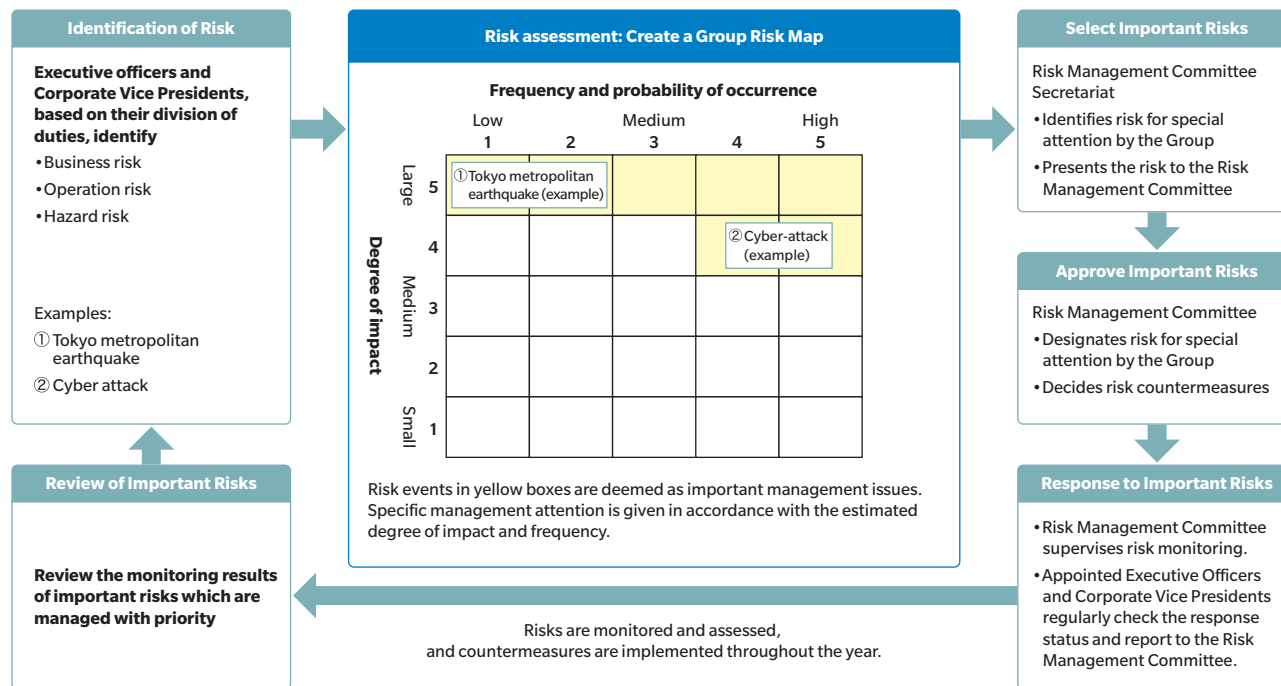 Identification of Risk
Executive officers and
Corporate Vice Presidents,
based on their division of
duties, identify
•Business risk
•Operation risk
•Hazard risk
Examples:
① Tokyo metropolitan
earthquake
② Cyber attack
Risk assessment: Create a Group Risk Map
Frequency and probability of occurrence
Low
Medium
High
1 2 3 4 5
Degree of impact
Large
Medium
Small
5
4
3
2
1
① Tokyo metropolitan
earthquake (example)
② Cyber-attack
(example)
Risk events in yellow boxes are deemed as important management issues.
Specific management attention is given in accordance with the estimated
degree of impact and frequency.
Select Important Risks
Risk Management Committee
Secretariat
•Identifies risk for special
attention by the Group
•Presents the risk to the Risk
Management Committee
Approve Important Risks
Risk Management Committee
•Designates risk for special
attention by the Group
•Decides risk countermeasures
Response to Important Risks
•Risk Management Committee
supervises risk monitoring.
•Appointed Executive Officers
and Corporate Vice Presidents
regularly check the response
status and report to the Risk
Management Committee.
Risks are monitored and assessed,
and countermeasures are implemented throughout the year.
Review of Important Risks
Review the monitoring results
of important risks which are
managed with priority